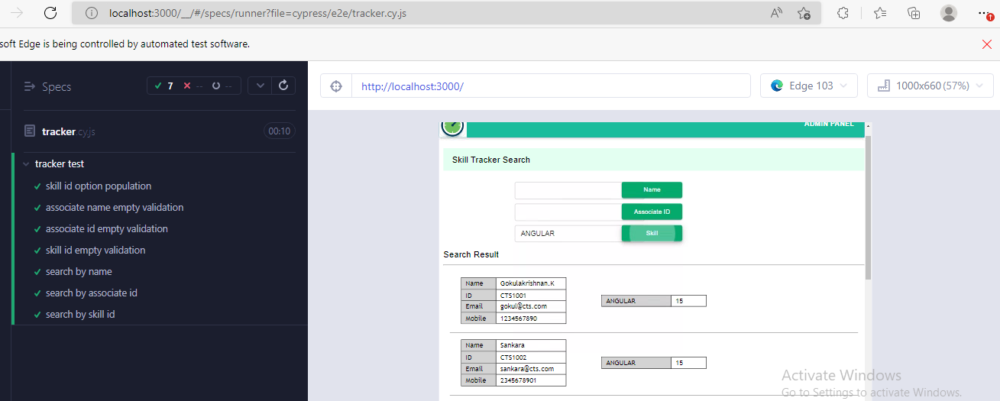 localhost:3000/__/#/specs/runner?file=cypress/e2e/tracker.cy.js
soft Edge is being controlled by automated test software.
Specs
7 -- --
http://localhost:3000/
Edge 103
1000x660 (57%)
tracker.cy.js
00:10
tracker test
skill id option population
associate name empty validation
associate id empty validation
skill id empty validation
search by name
search by associate id
search by skill id
ADMIN PANEL
Skill Tracker Search
Name
Associate ID
ANGULAR Skill
Search Result
Name Gokulakrishnan.K
ID CTS1001
Email gokul@cts.com
Mobile 1234567890
ANGULAR 15
Name Sankara
ID CTS1002
Email sankara@cts.com
Mobile 2345678901
ANGULAR 15
Activate Windows
Go to Settings to activate Windows.